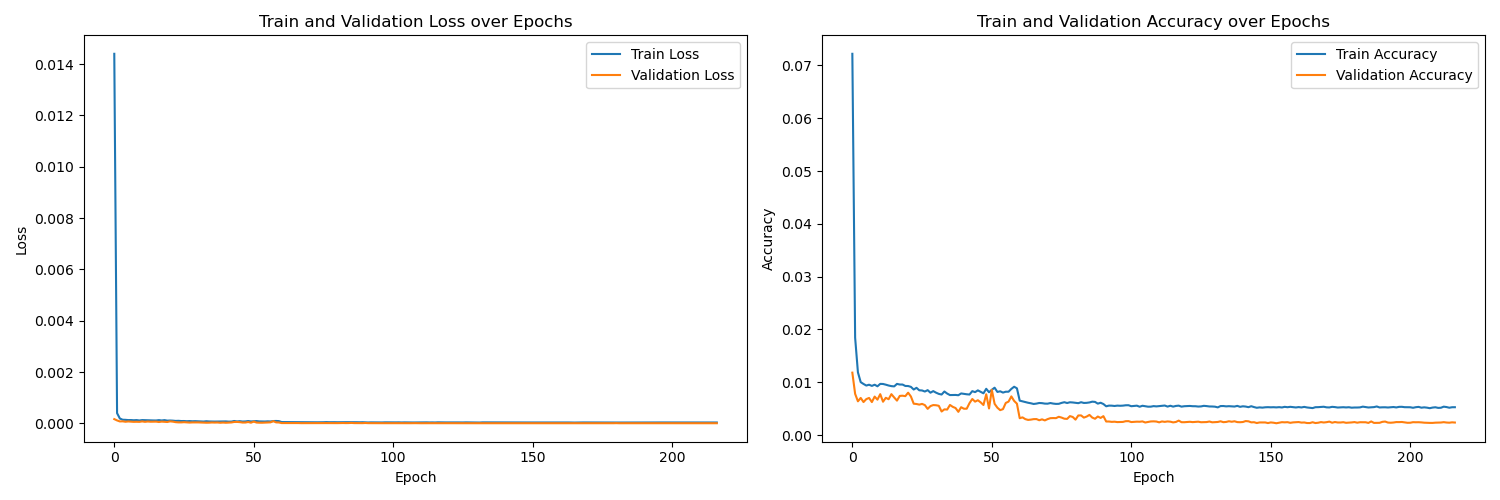 Train and Validation Loss over Epochs
Train Loss
Validation Loss
0.014
0.012
0.010
0.008
0.006
0.004
0.002
0.000
Loss
0
50
100
150
200
Epoch
Train and Validation Accuracy over Epochs
Train Accuracy
Validation Accuracy
0.07
0.06
0.05
0.04
0.03
0.02
0.01
0.00
Accuracy
0
50
100
150
200
Epoch